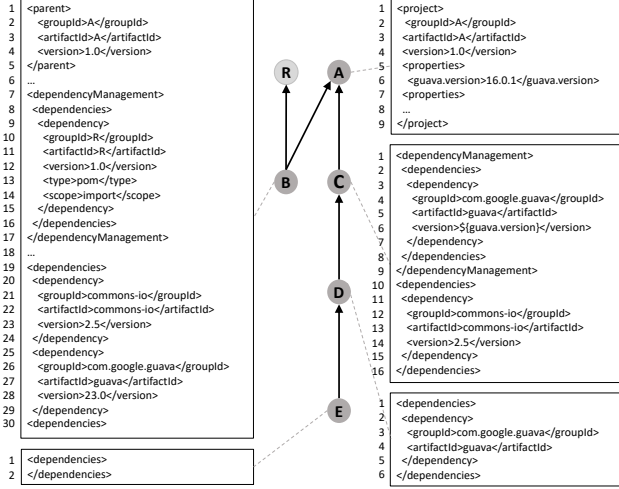 1 <parent>
2 <groupId>A</groupId>
3 <artifactId>A</artifactId>
4 <version>1.0</version>
5 </parent>
6 …
7 <dependencyManagement>
8 <dependencies>
9 <dependency>
10 <groupId>R</groupId>
11 <artifactId>R</artifactId>
12 <version>1.0</version>
13 <type>pom</type>
14 <scope>import</scope>
15 </dependency>
16 </dependencies>
17 </dependencyManagement>
18 …
19 <dependencies>
20 <dependency>
21 <groupId>commons-io</groupId>
22 <artifactId>commons-io</artifactId>
23 <version>2.5</version>
24 </dependency>
25 <dependency>
26 <groupId>com.google.guava</groupId>
27 <artifactId>guava</artifactId>
28 <version>23.0</version>
29 </dependency>
30 <dependencies>
1 <dependencies>
2 </dependencies>
R
A
B
C
D
E
1 <project>
2 <groupId>A</groupId>
3 <artifactId>A</artifactId>
4 <version>1.0</version>
5 <properties>
6 <guava.version>16.0.1</guava.version>
7 <properties>
8 …
9 </project>
1 <dependencyManagement>
2 <dependencies>
3 <dependency>
4 <groupId>com.google.guava</groupId>
5 <artifactId>guava</artifactId>
6 <version>${guava.version}</version>
7 </dependency>
8 </dependencies>
9 </dependencyManagement>
10 <dependencies>
11 <dependency>
12 <groupId>commons-io</groupId>
13 <artifactId>commons-io</artifactId>
14 <version>2.5</version>
15 </dependency>
16 </dependencies>
1 <dependencies>
2 <dependency>
3 <groupId>com.google.guava</groupId>
4 <artifactId>guava</artifactId>
5 </dependency>
6 </dependencies>